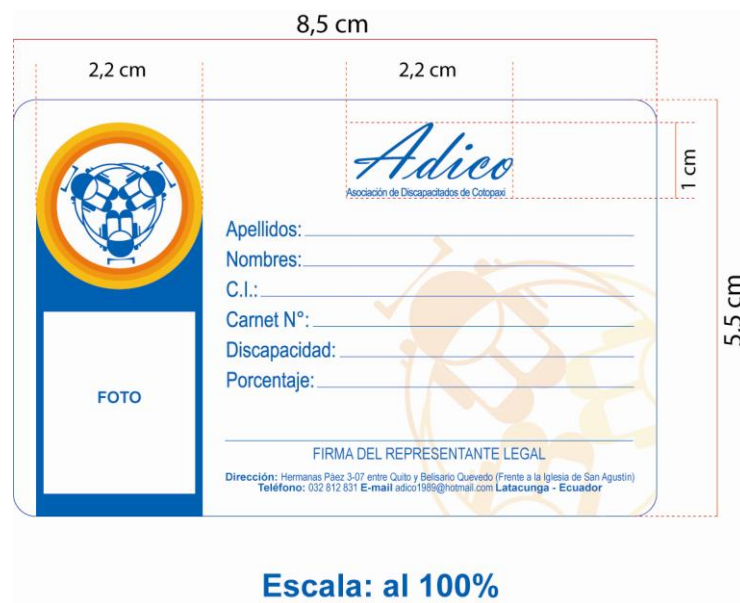 8,5 cm
2,2 cm
2,2 cm
Adico
Asociación de Discapacitados de Cotopaxi
1 cm
Apellidos:
Nombres:
C.I.:
Carnet N°:
Discapacidad:
Porcentaje:
5,5 cm
FOTO
FIRMA DEL REPRESENTANTE LEGAL
Dirección: Hermanas Páez 3-07 entre Quito y Belisario Quevedo (Frente a la Iglesia de San Agustin)
Teléfono: 032 812 831 E-mail adico1989@hotmail.com Latacunga - Ecuador
Escala: al 100%